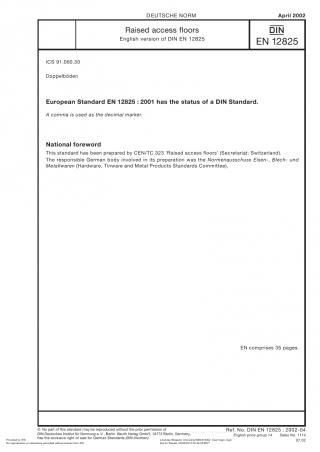 DEUTSCHE NORM
April 2002
Raised access floors
English version of DIN EN 12825
DIN
EN 12825
ICS 91.060.30
Doppelböden
European Standard EN 12825 : 2001 has the status of a DIN Standard.
A comma is used as the decimal marker.
National foreword
This standard has been prepared by CEN/TC 323 ‘Raised access floors’ (Secretariat: Switzerland).
The responsible German body involved in its preparation was the Normenausschuss Eisen-, Blech- und
Metallwaren (Hardware, Tinware and Metal Products Standards Committee).
EN comprises 35 pages.
© No part of this standard may be reproduced without the prior permission of
DIN Deutsches Institut für Normung e. V., Berlin. Beuth Verlag GmbH, 10772 Berlin, Germany,
has the exclusive right of sale for German Standards (DIN-Normen).
Ref. No. DIN EN 12825 : 2002-04
English price group 14 Sales No. 1114
07.02